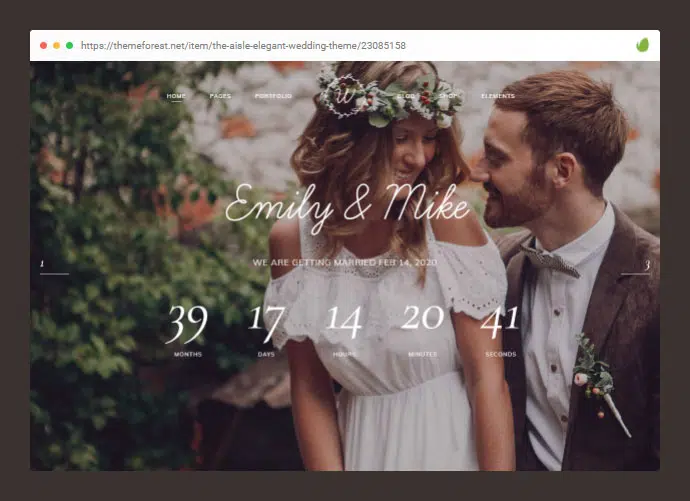 https://themeforest.net/item/the-aisle-elegant-wedding-theme/23085158
HOME PAGES PORTFOLIO W BLOG SHOP ELEMENTS
Emily & Mike
WE ARE GETTING MARRIED FEB 14, 2020
1 3
39 17 14 20 41
MONTHS DAYS HOURS MINUTES SECONDS